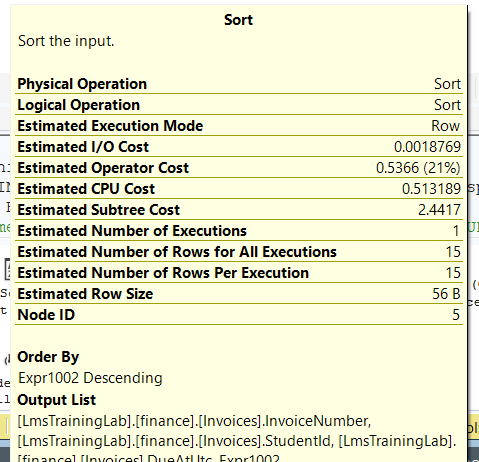 Sort
Sort the input.
Physical Operation Sort
Logical Operation Sort
Estimated Execution Mode Row
Estimated I/O Cost 0.0018769
Estimated Operator Cost 0.5366 (21%)
Estimated CPU Cost 0.513189
Estimated Subtree Cost 2.4417
Estimated Number of Executions 1
Estimated Number of Rows for All Executions 15
Estimated Number of Rows Per Execution 15
Estimated Row Size 56 B
Node ID 5
Order By
Expr1002 Descending
Output List
[LmsTrainingLab].[finance].[Invoices].InvoiceNumber,
[LmsTrainingLab].[finance].[Invoices].StudentId, [LmsTrainingLab].
[finance].[Invoices].DueAtUtc, Expr1002